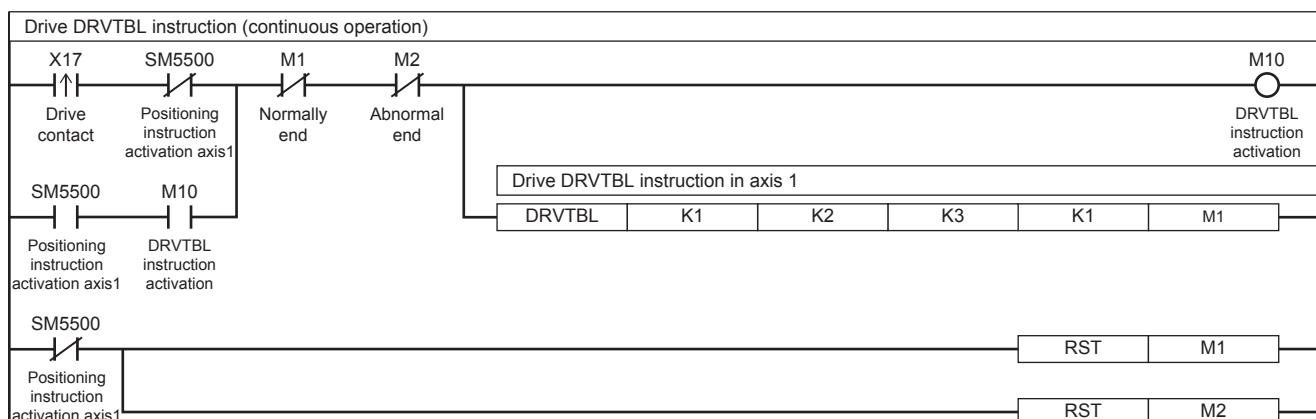 Drive DRVTBL instruction (continuous operation)
X17 SM5500 M1 M2 M10
Drive Positioning Normally Abnormal DRVTBL
contact instruction end end instruction
activation axis1 activation
Drive DRVTBL instruction in axis 1
SM5500 M10
DRVTBL K1 K2 K3 K1 M1
Positioning DRVTBL
instruction instruction
activation axis1 activation
SM5500
RST M1
Positioning
instruction
activation axis1
RST M2